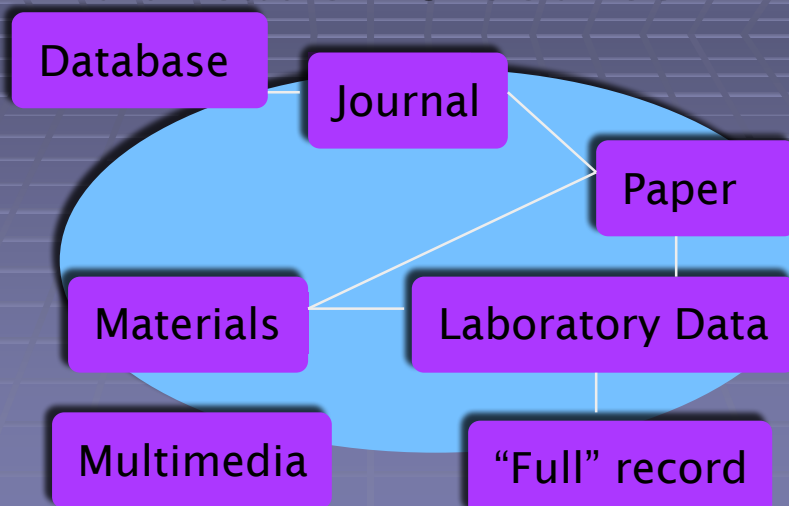 Database
Journal
Paper
Materials
Laboratory Data
Multimedia
“Full” record